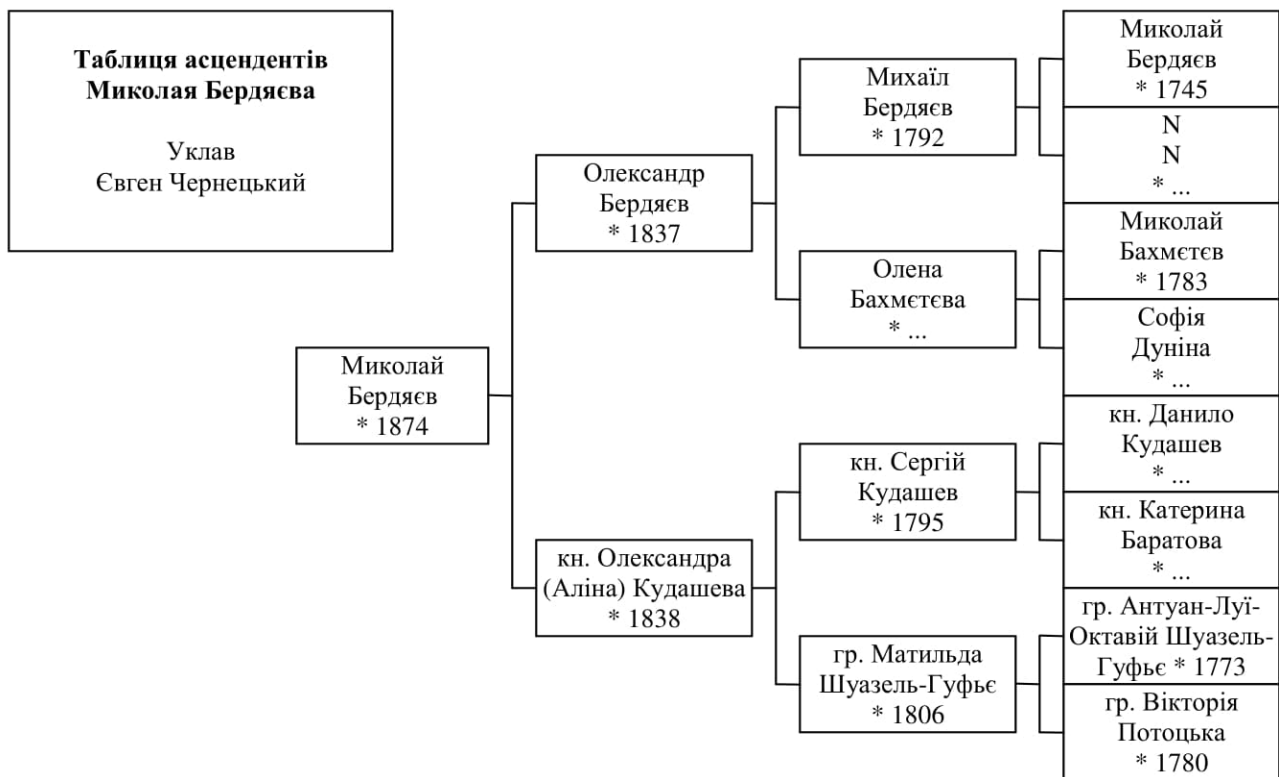 Таблиця асцендентів
Миколая Бердяєва
Уклав
Євген Чернецький
Миколай
Бердяєв
* 1874
Олександр
Бердяєв
* 1837
кн. Олександра
(Аліна) Кудашева
* 1838
Михаїл
Бердяєв
* 1792
Олена
Бахмєтєва
* ...
кн. Сергій
Кудашев
* 1795
гр. Матильда
Шуазель-Гуфьє
* 1806
Миколай
Бердяєв
* 1745
N
N
* ...
Миколай
Бахмєтєв
* 1783
Софія
Дуніна
* ...
кн. Данило
Кудашев
* ...
кн. Катерина
Баратова
* ...
гр. Антуан-Луї-
Октавій Шуазель-
Гуфьє * 1773
гр. Вікторія
Потоцька
* 1780